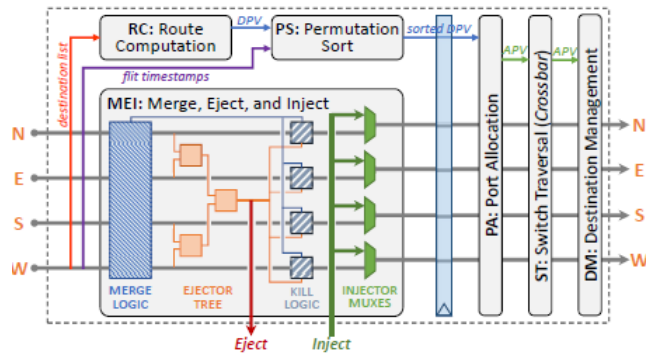 RC: Route
Computation
DPV
PS: Permutation
Sort
sorted DPV
destination list
flit timestamps
MEI: Merge, Eject, and Inject
N
E
S
W
MERGE
LOGIC
EJECTOR
TREE
KILL
LOGIC
INJECTOR
MUXES
Eject
Inject
PA: Port Allocation
APV
ST: Switch Traversal (Crossbar)
APV
DM: Destination Management
N
E
S
W